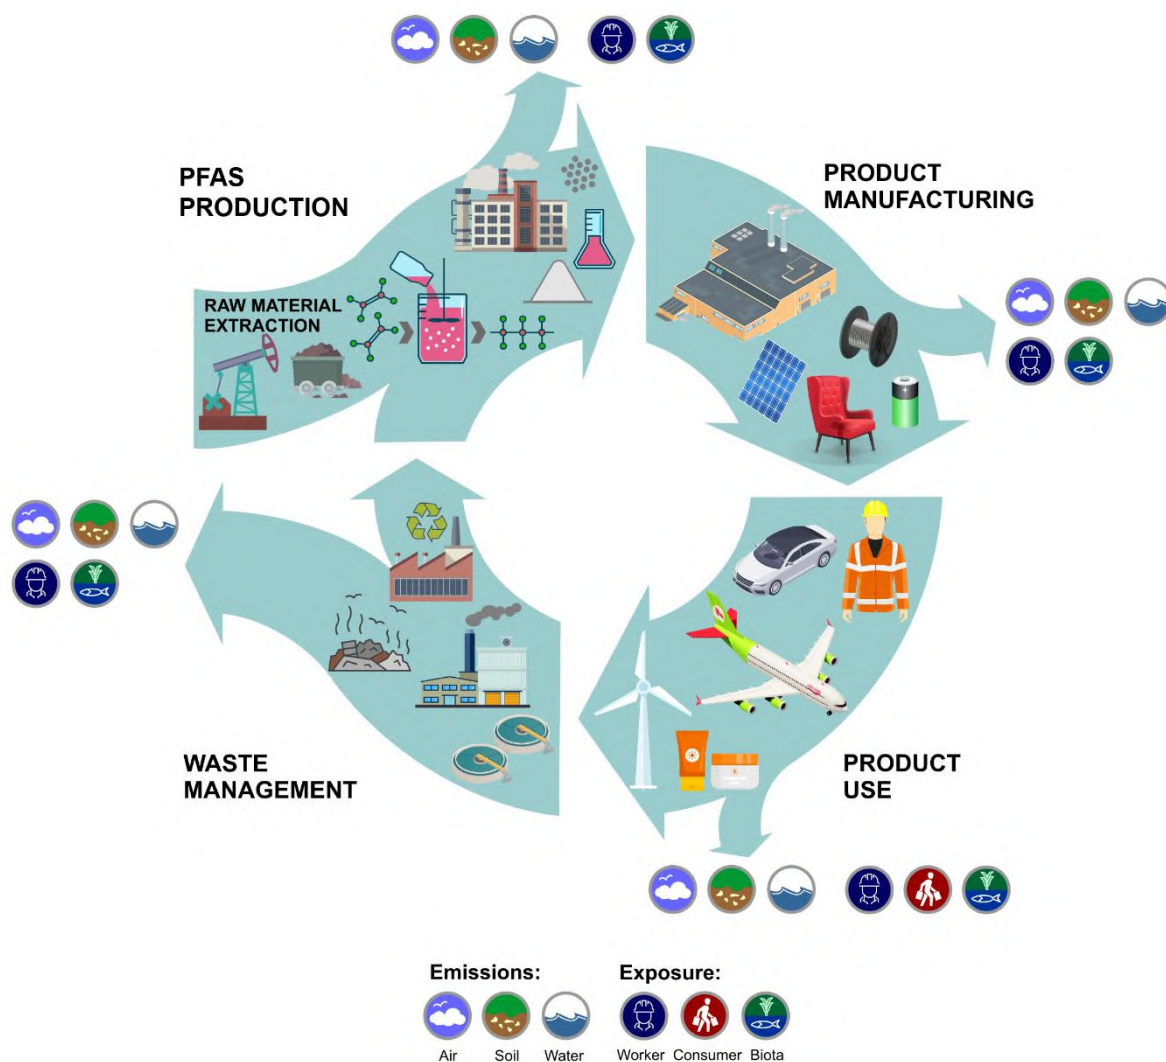 PFAS
PRODUCTION
RAW MATERIAL
EXTRACTION
PRODUCT
MANUFACTURING
WASTE
MANAGEMENT
PRODUCT
USE
Emissions:
Exposure:
Air
Soil
Water
Worker
Consumer
Biota